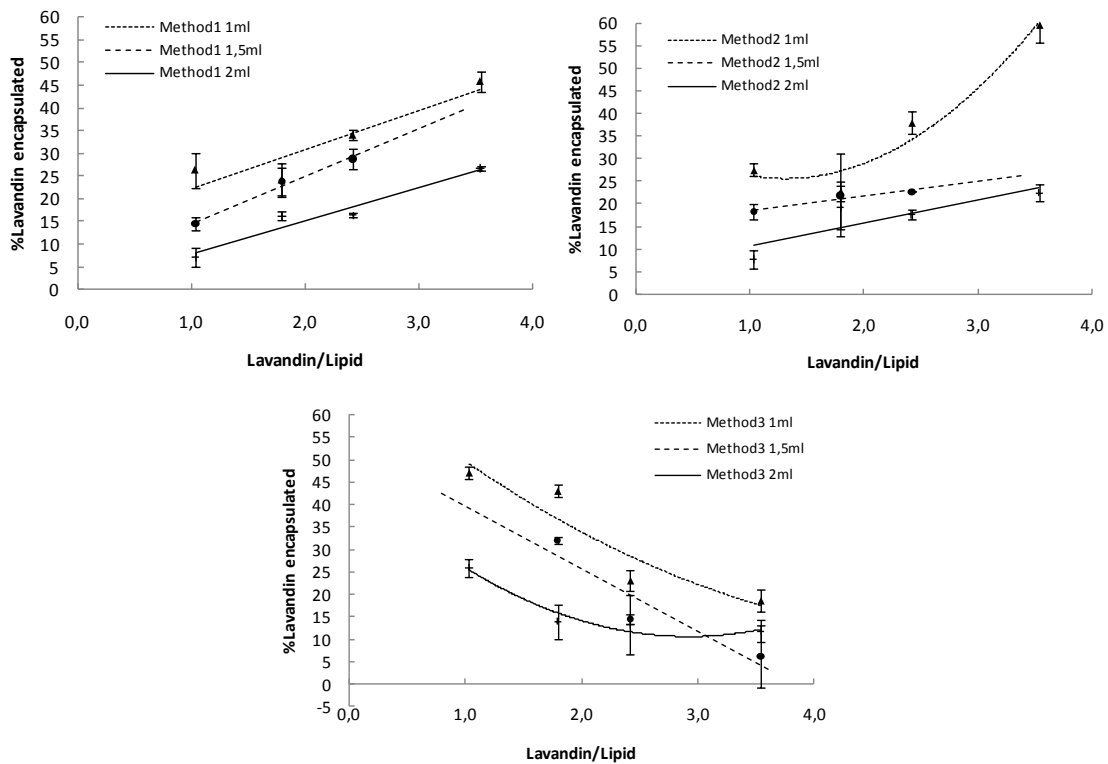 60
55
50
45
40
35
30
25
20
15
10
5
0
%Lavandin encapsulated
Method1 1ml
Method1 1,5ml
Method1 2ml
0,0 1,0 2,0 3,0 4,0
Lavandin/Lipid
60
55
50
45
40
35
30
25
20
15
10
5
0
%Lavandin encapsulated
Method2 1ml
Method2 1,5ml
Method2 2ml
0,0 1,0 2,0 3,0 4,0
Lavandin/Lipid
60
55
50
45
40
35
30
25
20
15
10
5
0
-5
%Lavandin encapsulated
Method3 1ml
Method3 1,5ml
Method3 2ml
0,0 1,0 2,0 3,0 4,0
Lavandin/Lipid